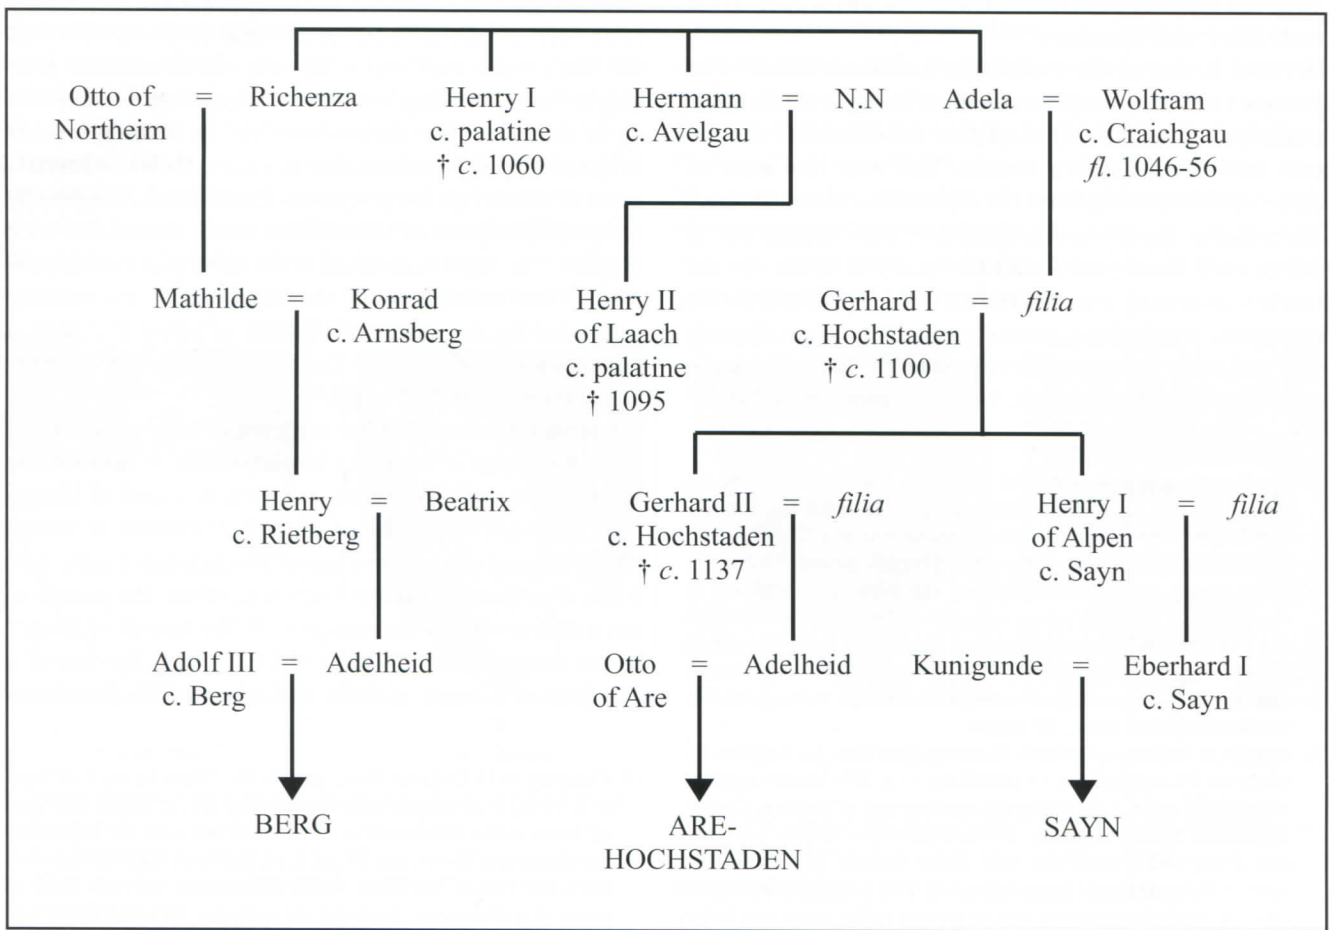 Otto of = Richenza Henry I Hermann = N.N Adela = Wolfram
Northeim c. palatine c. Avelgau c. Craichgau
† c. 1060 fl. 1046-56
Mathilde = Konrad Henry II Gerhard I = filia
c. Arnsberg of Laach c. Hochstaden
c. palatine † c. 1100
† 1095
Henry = Beatrix Gerhard II = filia Henry I = filia
c. Rietberg c. Hochstaden of Alpen
† c. 1137 c. Sayn
Adolf III = Adelheid Otto = Adelheid Kunigunde = Eberhard I
c. Berg of Are c. Sayn
BERG ARE- SAYN
HOCHSTADEN